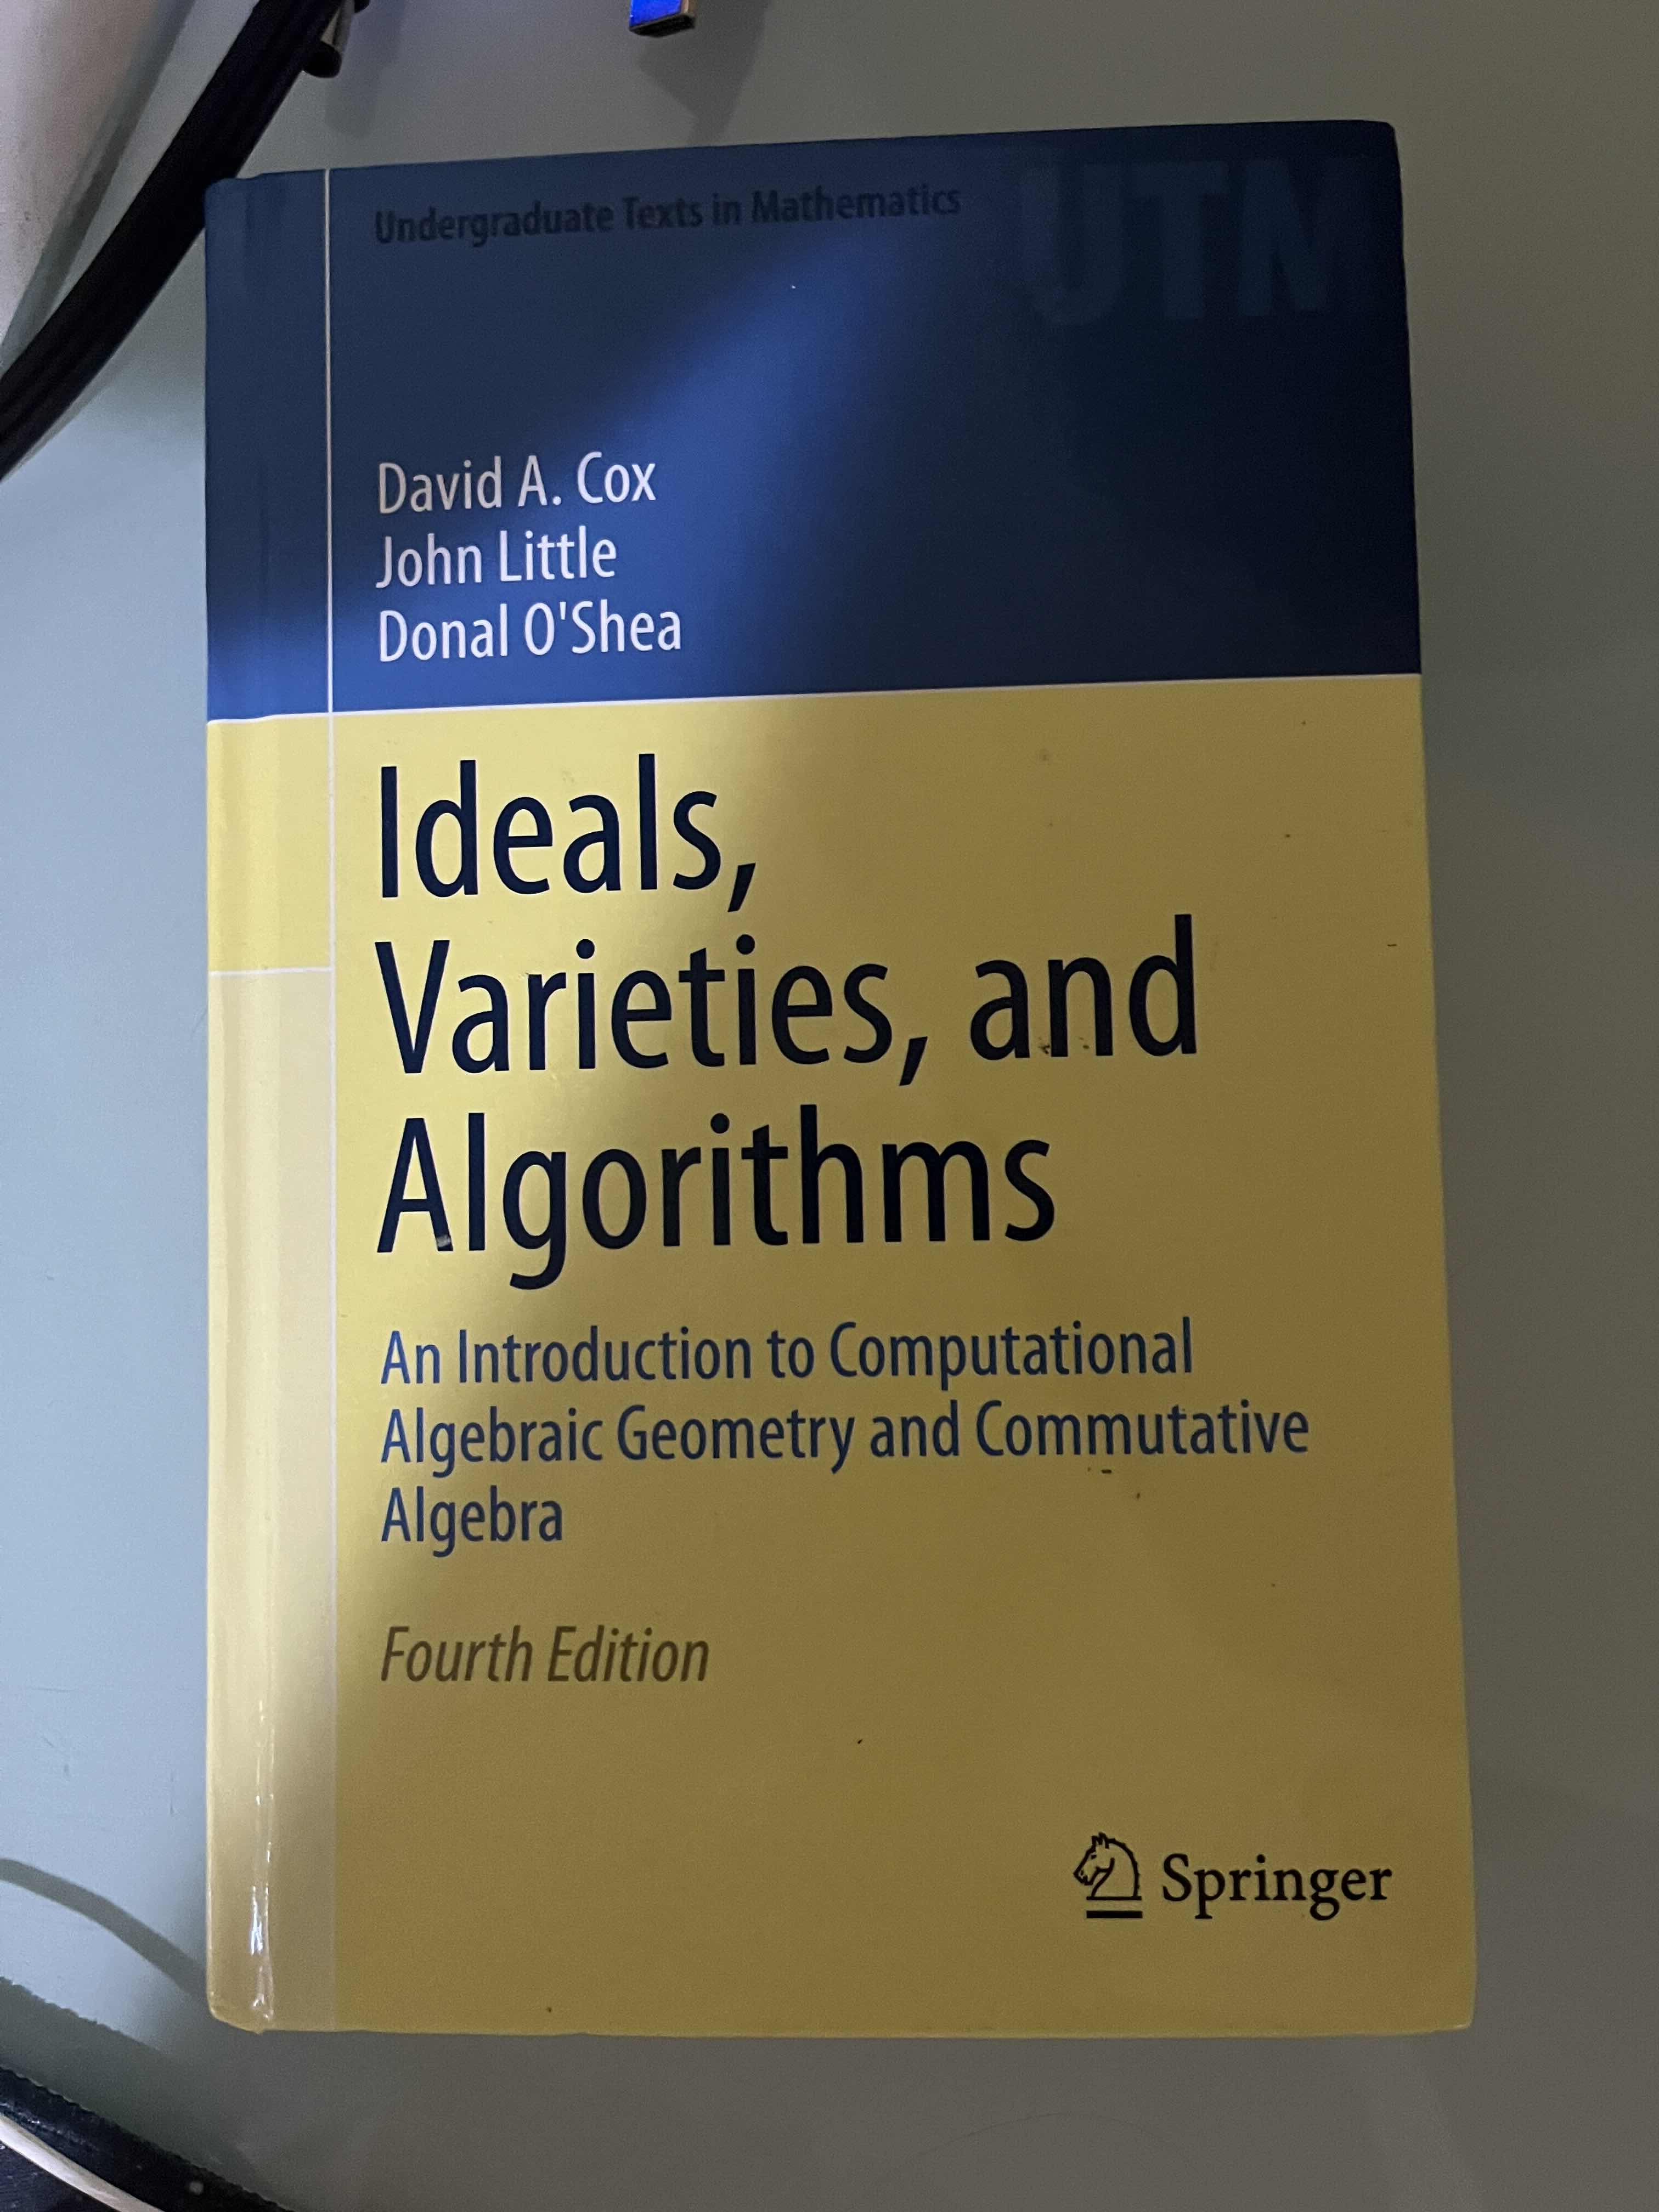 Undergraduate Texts in Mathematics
UTM
David A. Cox
John Little
Donal O'Shea
Ideals,
Varieties, and
Algorithms
An Introduction to Computational
Algebraic Geometry and Commutative
Algebra
Fourth Edition
Springer